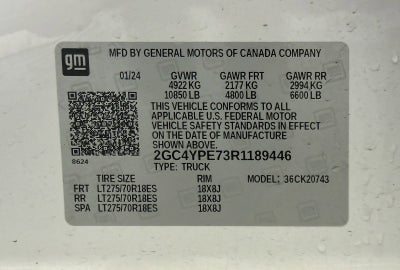 gm
MFD BY GENERAL MOTORS OF CANADA COMPANY
01/24 GVWR GAWR FRT GAWR RR
4922 KG 2177 KG 2994 KG
10850 LB 4800 LB 6600 LB
THIS VEHICLE CONFORMS TO ALL
APPLICABLE U.S. FEDERAL MOTOR
VEHICLE SAFETY STANDARDS IN EFFECT
ON THE DATE OF MANUFACTURE
SHOWN ABOVE.
8624
2GC4YPE73R1189446
TYPE: TRUCK MODEL: 36CK20743
TIRE SIZE RIM
FRT LT275/70R18ES 18X8J
RR LT275/70R18ES 18X8J
SPA LT275/70R18ES 18X8J